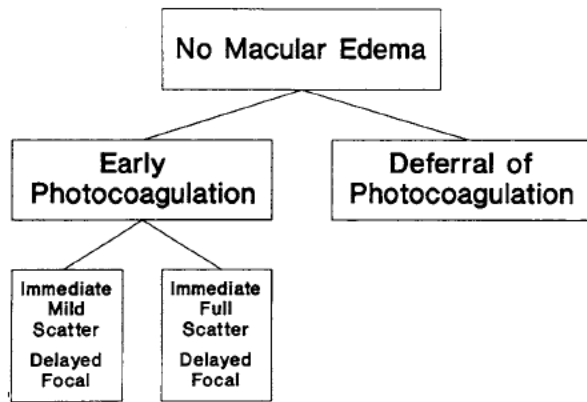 No Macular Edema
Early
Photocoagulation
Deferral of
Photocoagulation
Immediate
Mild
Scatter
Delayed
Focal
Immediate
Full
Scatter
Delayed
Focal